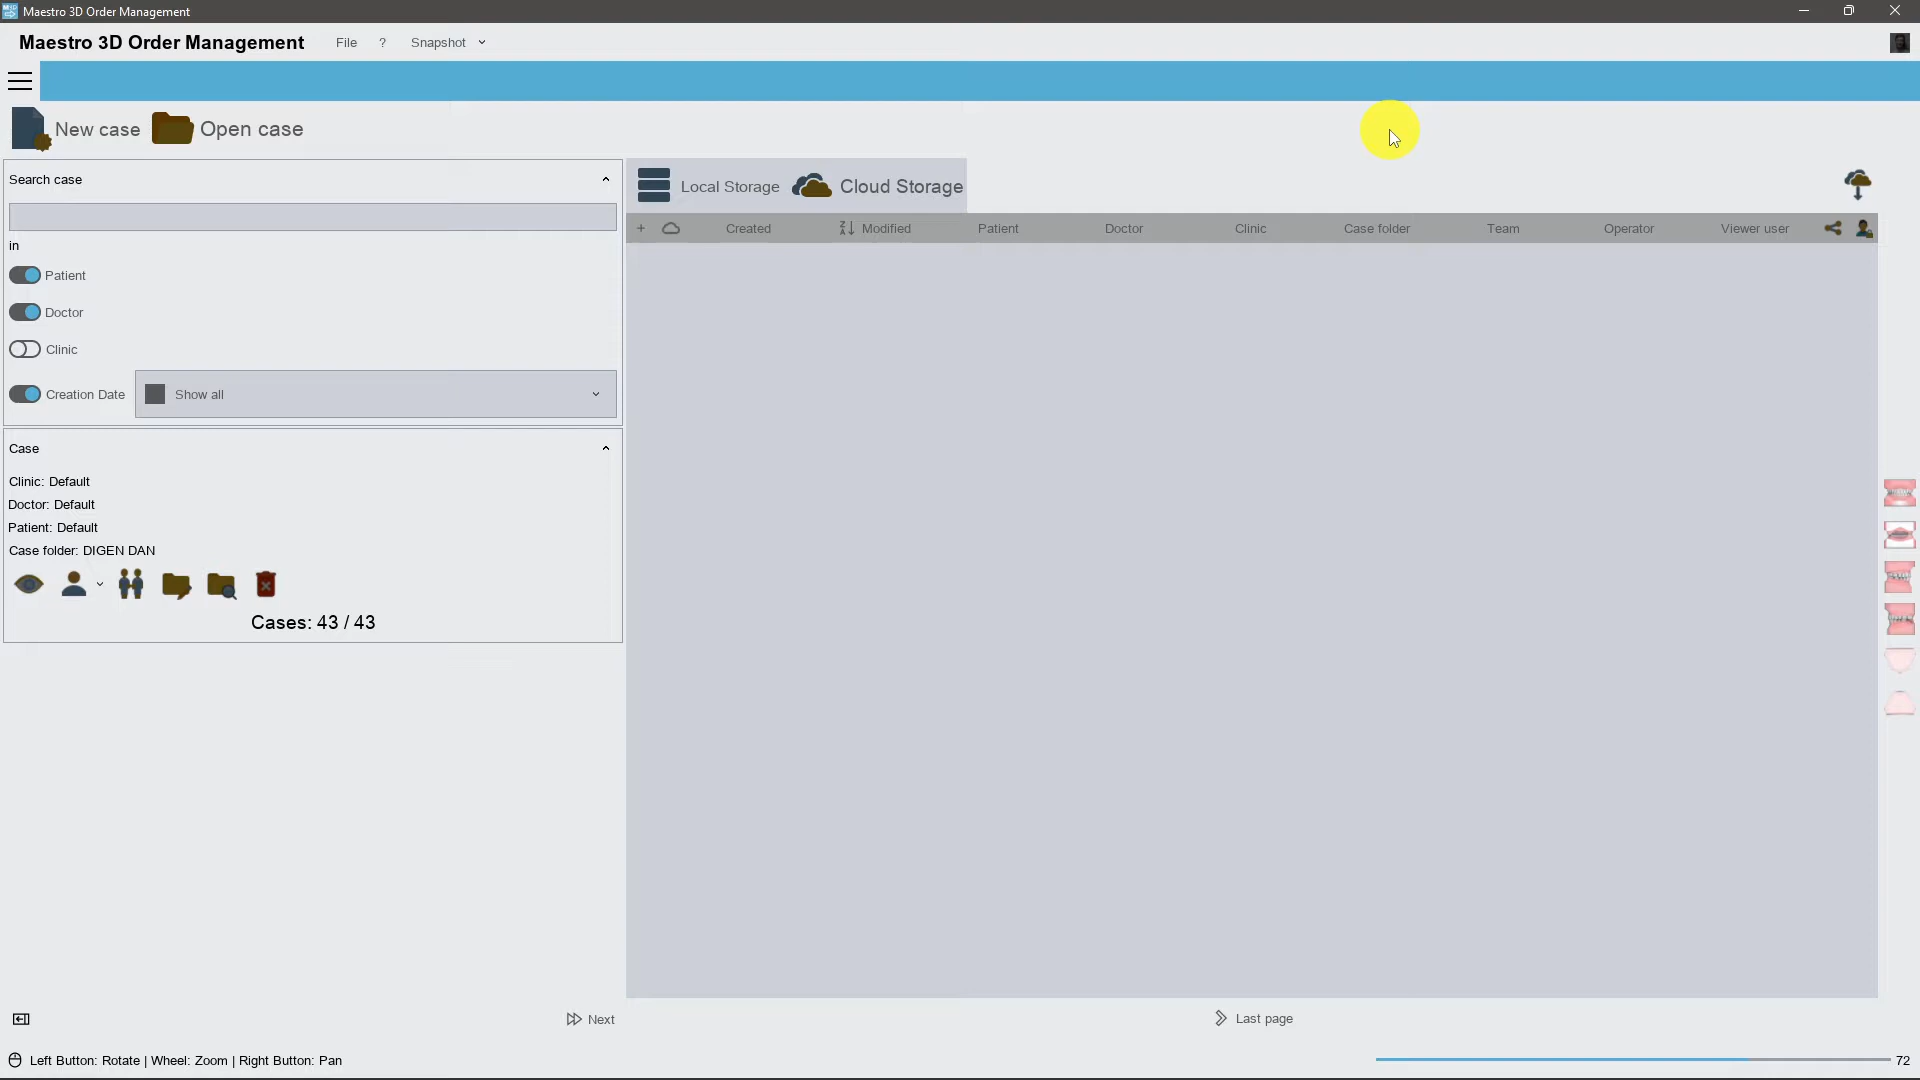 Maestro 3D Order Management
Maestro 3D Order Management File ? Snapshot
New case Open case
Search case
in
Patient
Doctor
Clinic
Creation Date Show all
Case
Clinic: Default
Doctor: Default
Patient: Default
Case folder: DIGEN DAN
Cases: 43 / 43
Local Storage Cloud Storage
+ Created Modified Patient Doctor Clinic Case folder Team Operator Viewer user
Next
Last page
Left Button: Rotate | Wheel: Zoom | Right Button: Pan
72